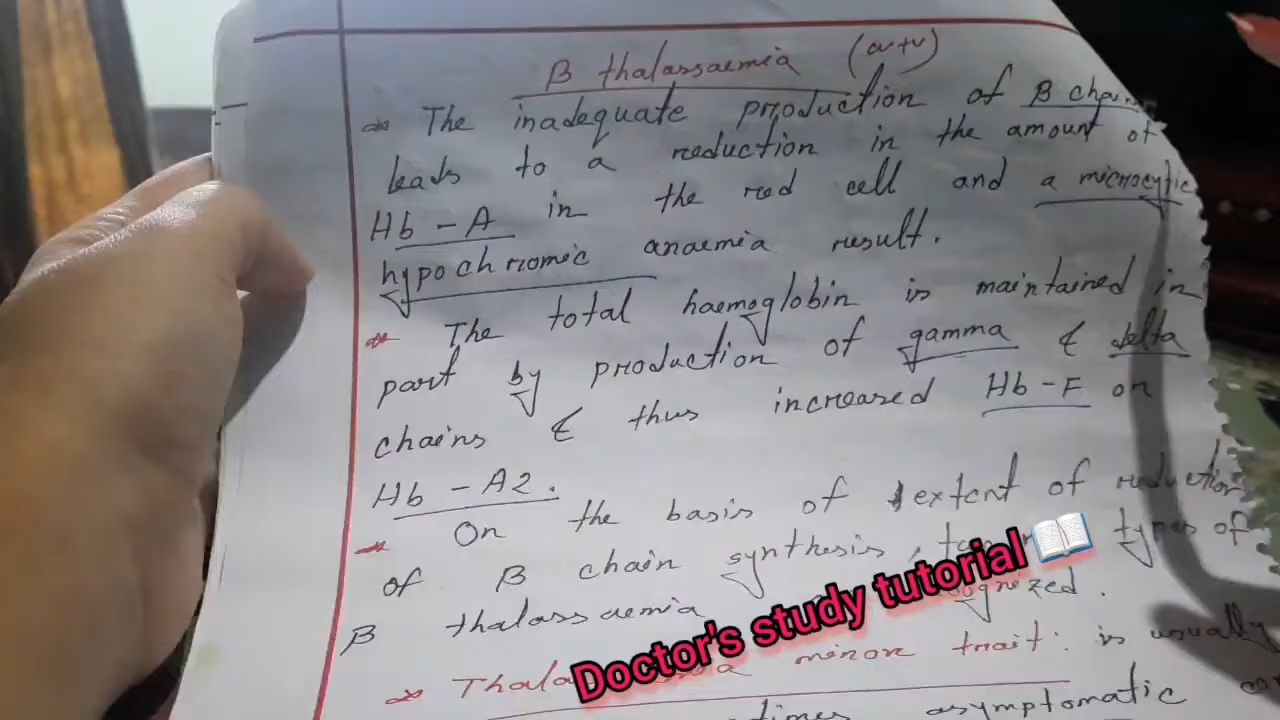 β thalassaemia
The inadequate production of β chains
leads to a reduction in the amount of
Hb - A in the red cell and a microcytic
hypochromic anaemia result.
The total haemoglobin is maintained in
part by production of gamma & delta
chains & thus increased Hb - F or
Hb - A2.
On the basis of extent of reduction
of β chain synthesis, types of
β thalassaemia
minor trait: is usually
asymptomatic
Doctor's study tutorial 📖